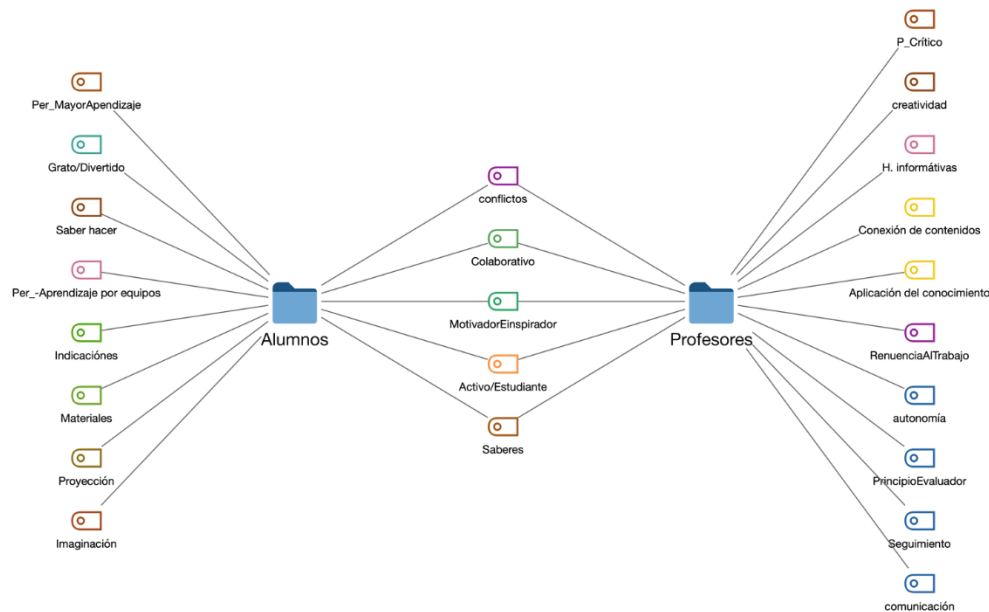 Per_MayorApendizaje
Grato/Divertido
Saber hacer
Per_-Aprendizaje por equipos
Indicaciónes
Materiales
Proyección
Imaginación
Alumnos
conflictos
Colaborativo
MotivadorEinspirador
Activo/Estudiante
Saberes
Profesores
P_Crítico
creatividad
H. informátivas
Conexión de contenidos
Aplicación del conocimiento
RenuenciaAlTrabajo
autonomía
PrincipioEvaluador
Seguimiento
comunicación